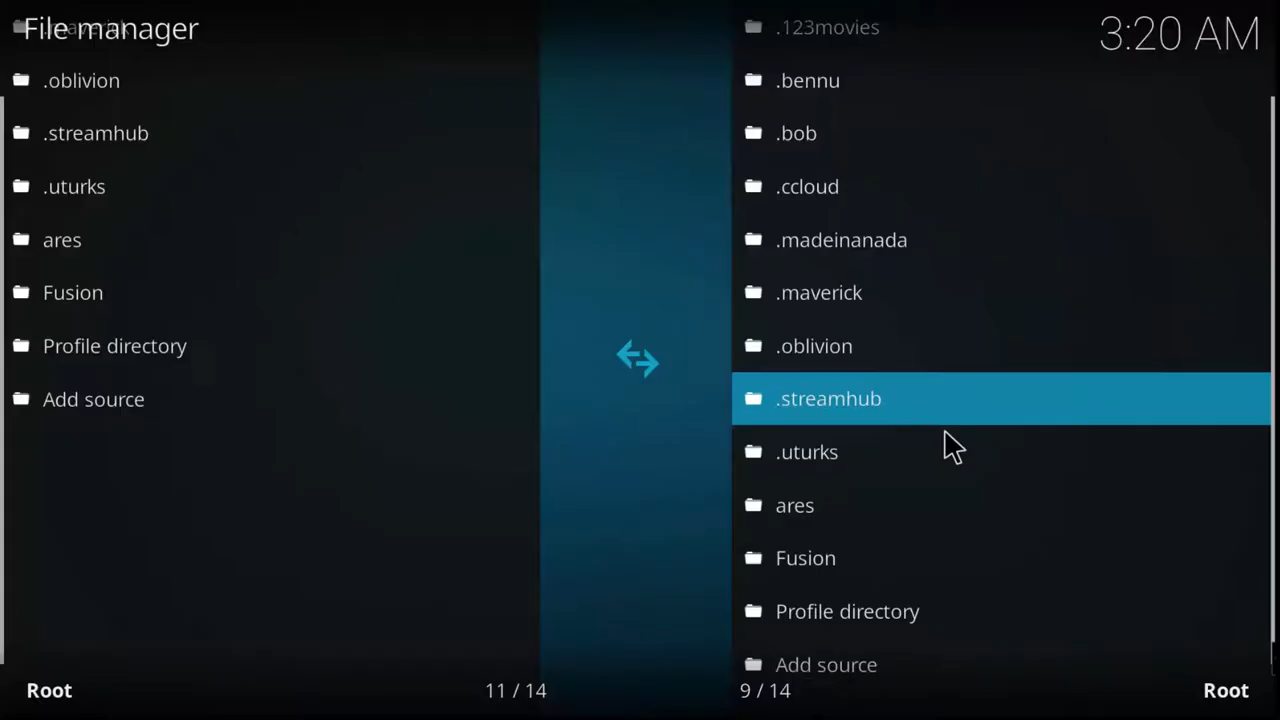 File manager
3:20 AM
.maverick
.oblivion
.streamhub
.uturks
ares
Fusion
Profile directory
Add source
.123movies
.bennu
.bob
.ccloud
.madeinanada
.maverick
.oblivion
.streamhub
.uturks
ares
Fusion
Profile directory
Add source
Root
11 / 14
9 / 14
Root